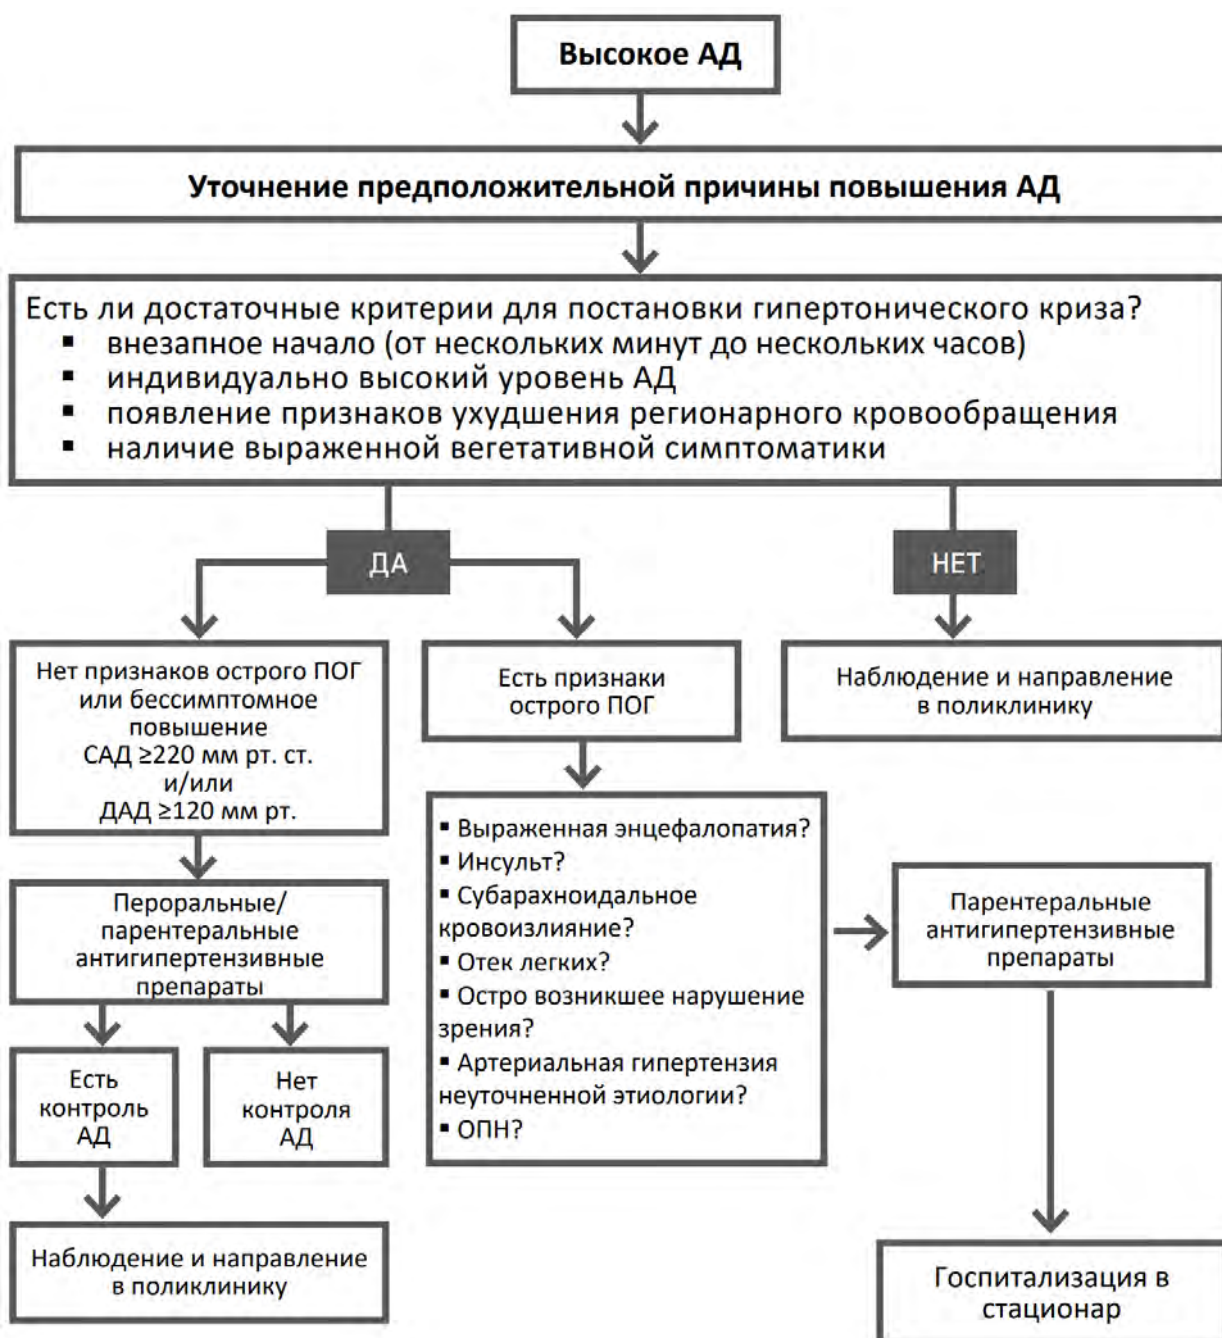 Высокое АД
Уточнение предположительной причины повышения АД
Есть ли достаточные критерии для постановки гипертонического криза?
▪ внезапное начало (от нескольких минут до нескольких часов)
▪ индивидуально высокий уровень АД
▪ появление признаков ухудшения регионарного кровообращения
▪ наличие выраженной вегетативной симптоматики
ДА
НЕТ
Нет признаков острого ПОГ
или бессимптомное
повышение
САД ≥220 мм рт. ст.
и/или
ДАД ≥120 мм рт.
Есть признаки
острого ПОГ
Наблюдение и направление
в поликлинику
Пероральные/
парентеральные
антигипертензивные
препараты
▪ Выраженная энцефалопатия?
▪ Инсульт?
▪ Субарахноидальное
кровоизлияние?
▪ Отек легких?
▪ Остро возникшее нарушение
зрения?
▪ Артериальная гипертензия
неуточненной этиологии?
▪ ОПН?
Парентеральные
антигипертензивные
препараты
Есть
контроль
АД
Нет
контроля
АД
Наблюдение и направление
в поликлинику
Госпитализация в
стационар